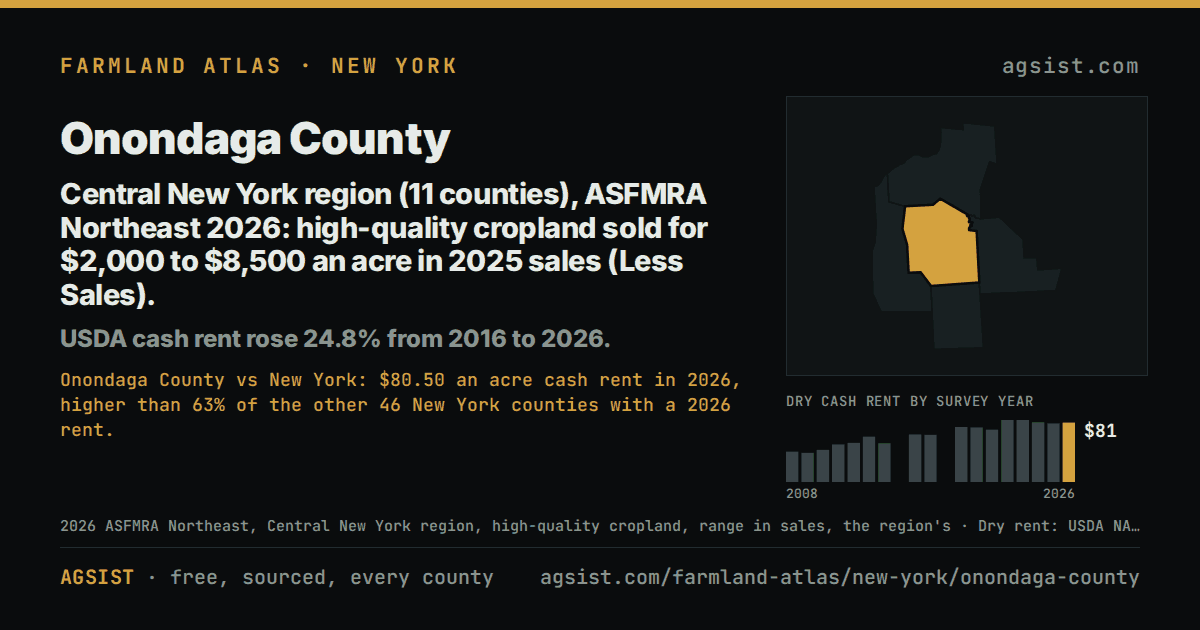 FARMLAND ATLAS · NEW YORK
agsist.com
Onondaga County
Central New York region (11 counties), ASFMRA
Northeast 2026: high-quality cropland sold for
$2,000 to $8,500 an acre in 2025 sales (Less
Sales).
USDA cash rent rose 24.8% from 2016 to 2026.
Onondaga County vs New York: $80.50 an acre cash rent in 2026,
higher than 63% of the other 46 New York counties with a 2026
rent.
DRY CASH RENT BY SURVEY YEAR
$81
2008
2026
2026 ASFMRA Northeast, Central New York region, high-quality cropland, range in sales, the region's · Dry rent: USDA NA…
AGSIST · free, sourced, every county
agsist.com/farmland-atlas/new-york/onondaga-county